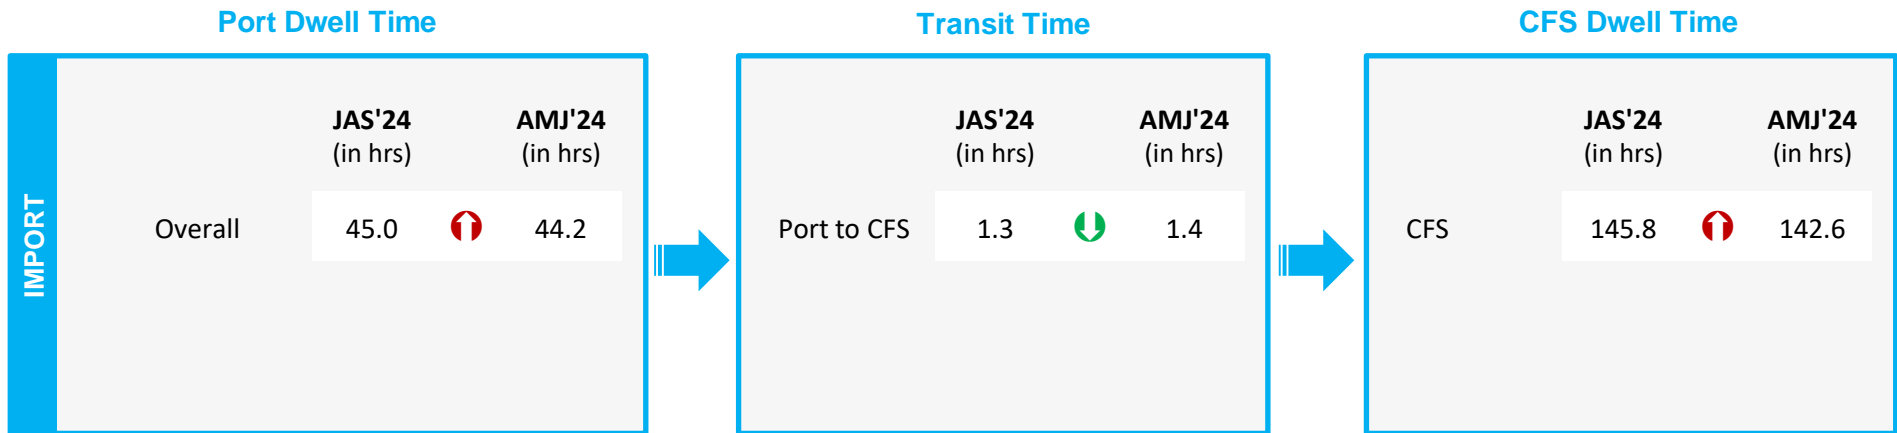 Port Dwell Time
Transit Time
CFS Dwell Time
IMPORT
JAS'24 AMJ'24
(in hrs) (in hrs)
Overall 45.0 44.2
JAS'24 AMJ'24
(in hrs) (in hrs)
Port to CFS 1.3 1.4
JAS'24 AMJ'24
(in hrs) (in hrs)
CFS 145.8 142.6